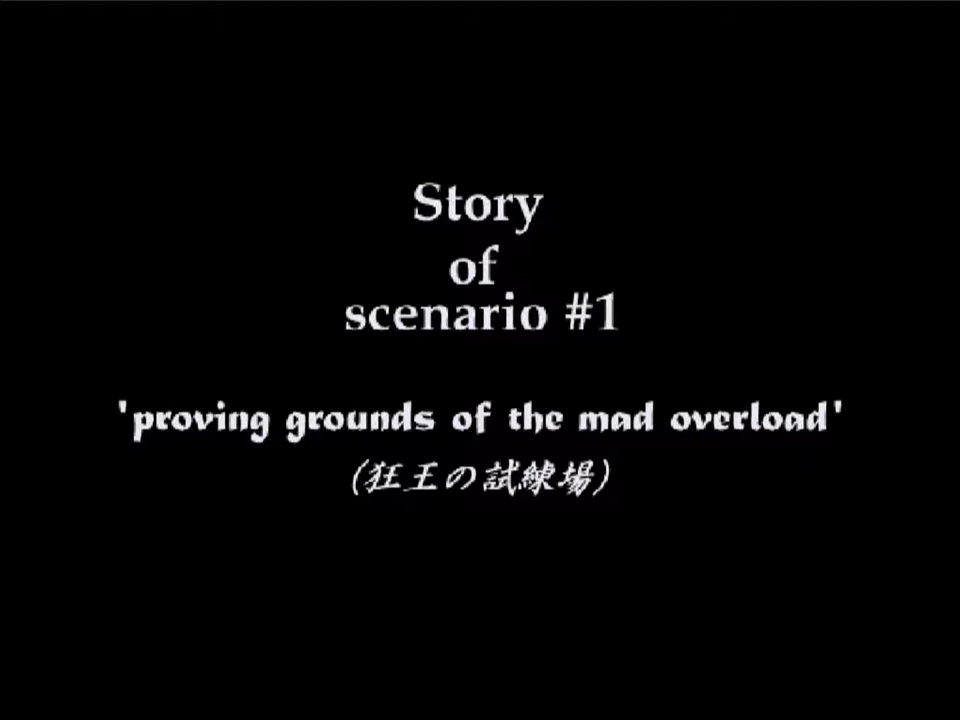 Story
of
scenario #1
'proving grounds of the mad overload'
(狂王の試練場)